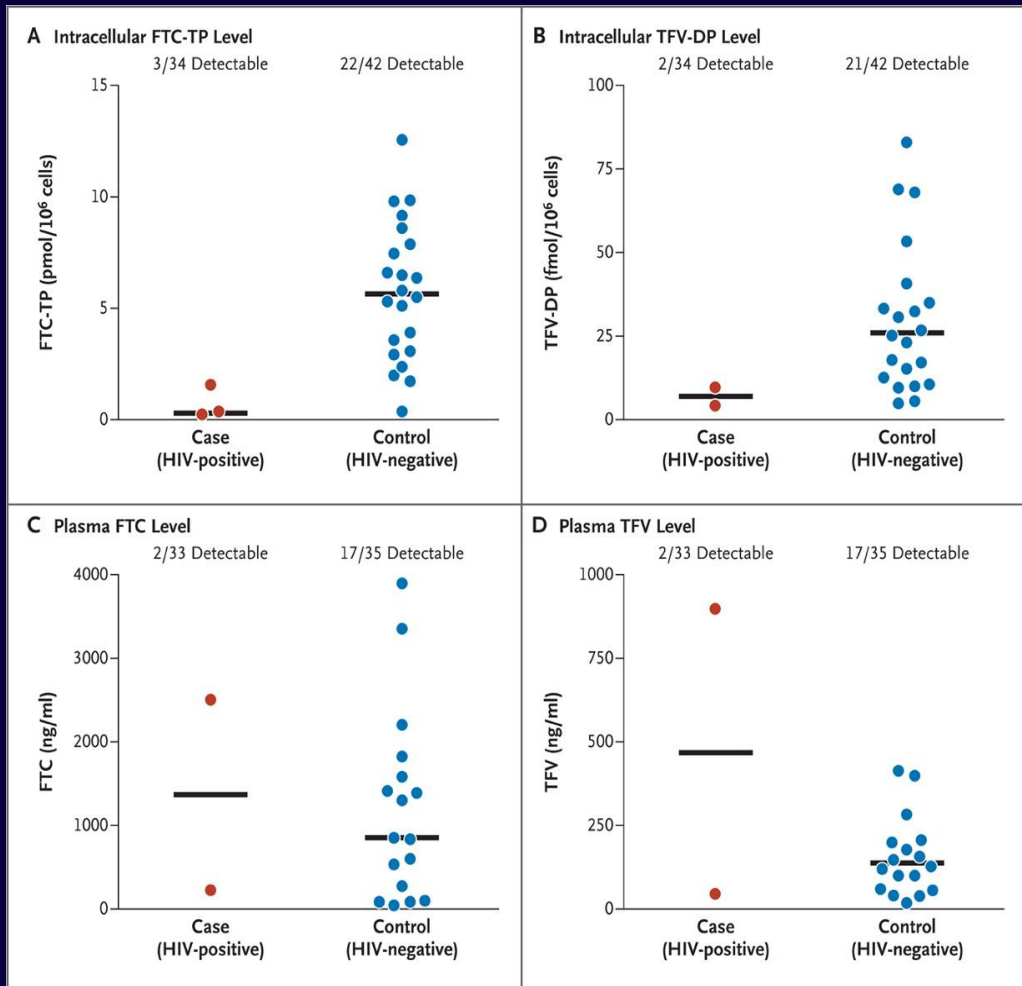 A Intracellular FTC-TP Level
3/34 Detectable 22/42 Detectable
15
10
5
0
FTC-TP (pmol/10⁶ cells)
Case
(HIV-positive)
Control
(HIV-negative)
B Intracellular TFV-DP Level
2/34 Detectable 21/42 Detectable
100
75
50
25
0
TFV-DP (fmol/10⁶ cells)
Case
(HIV-positive)
Control
(HIV-negative)
C Plasma FTC Level
2/33 Detectable 17/35 Detectable
4000
3000
2000
1000
0
FTC (ng/ml)
Case
(HIV-positive)
Control
(HIV-negative)
D Plasma TFV Level
2/33 Detectable 17/35 Detectable
1000
750
500
250
0
TFV (ng/ml)
Case
(HIV-positive)
Control
(HIV-negative)